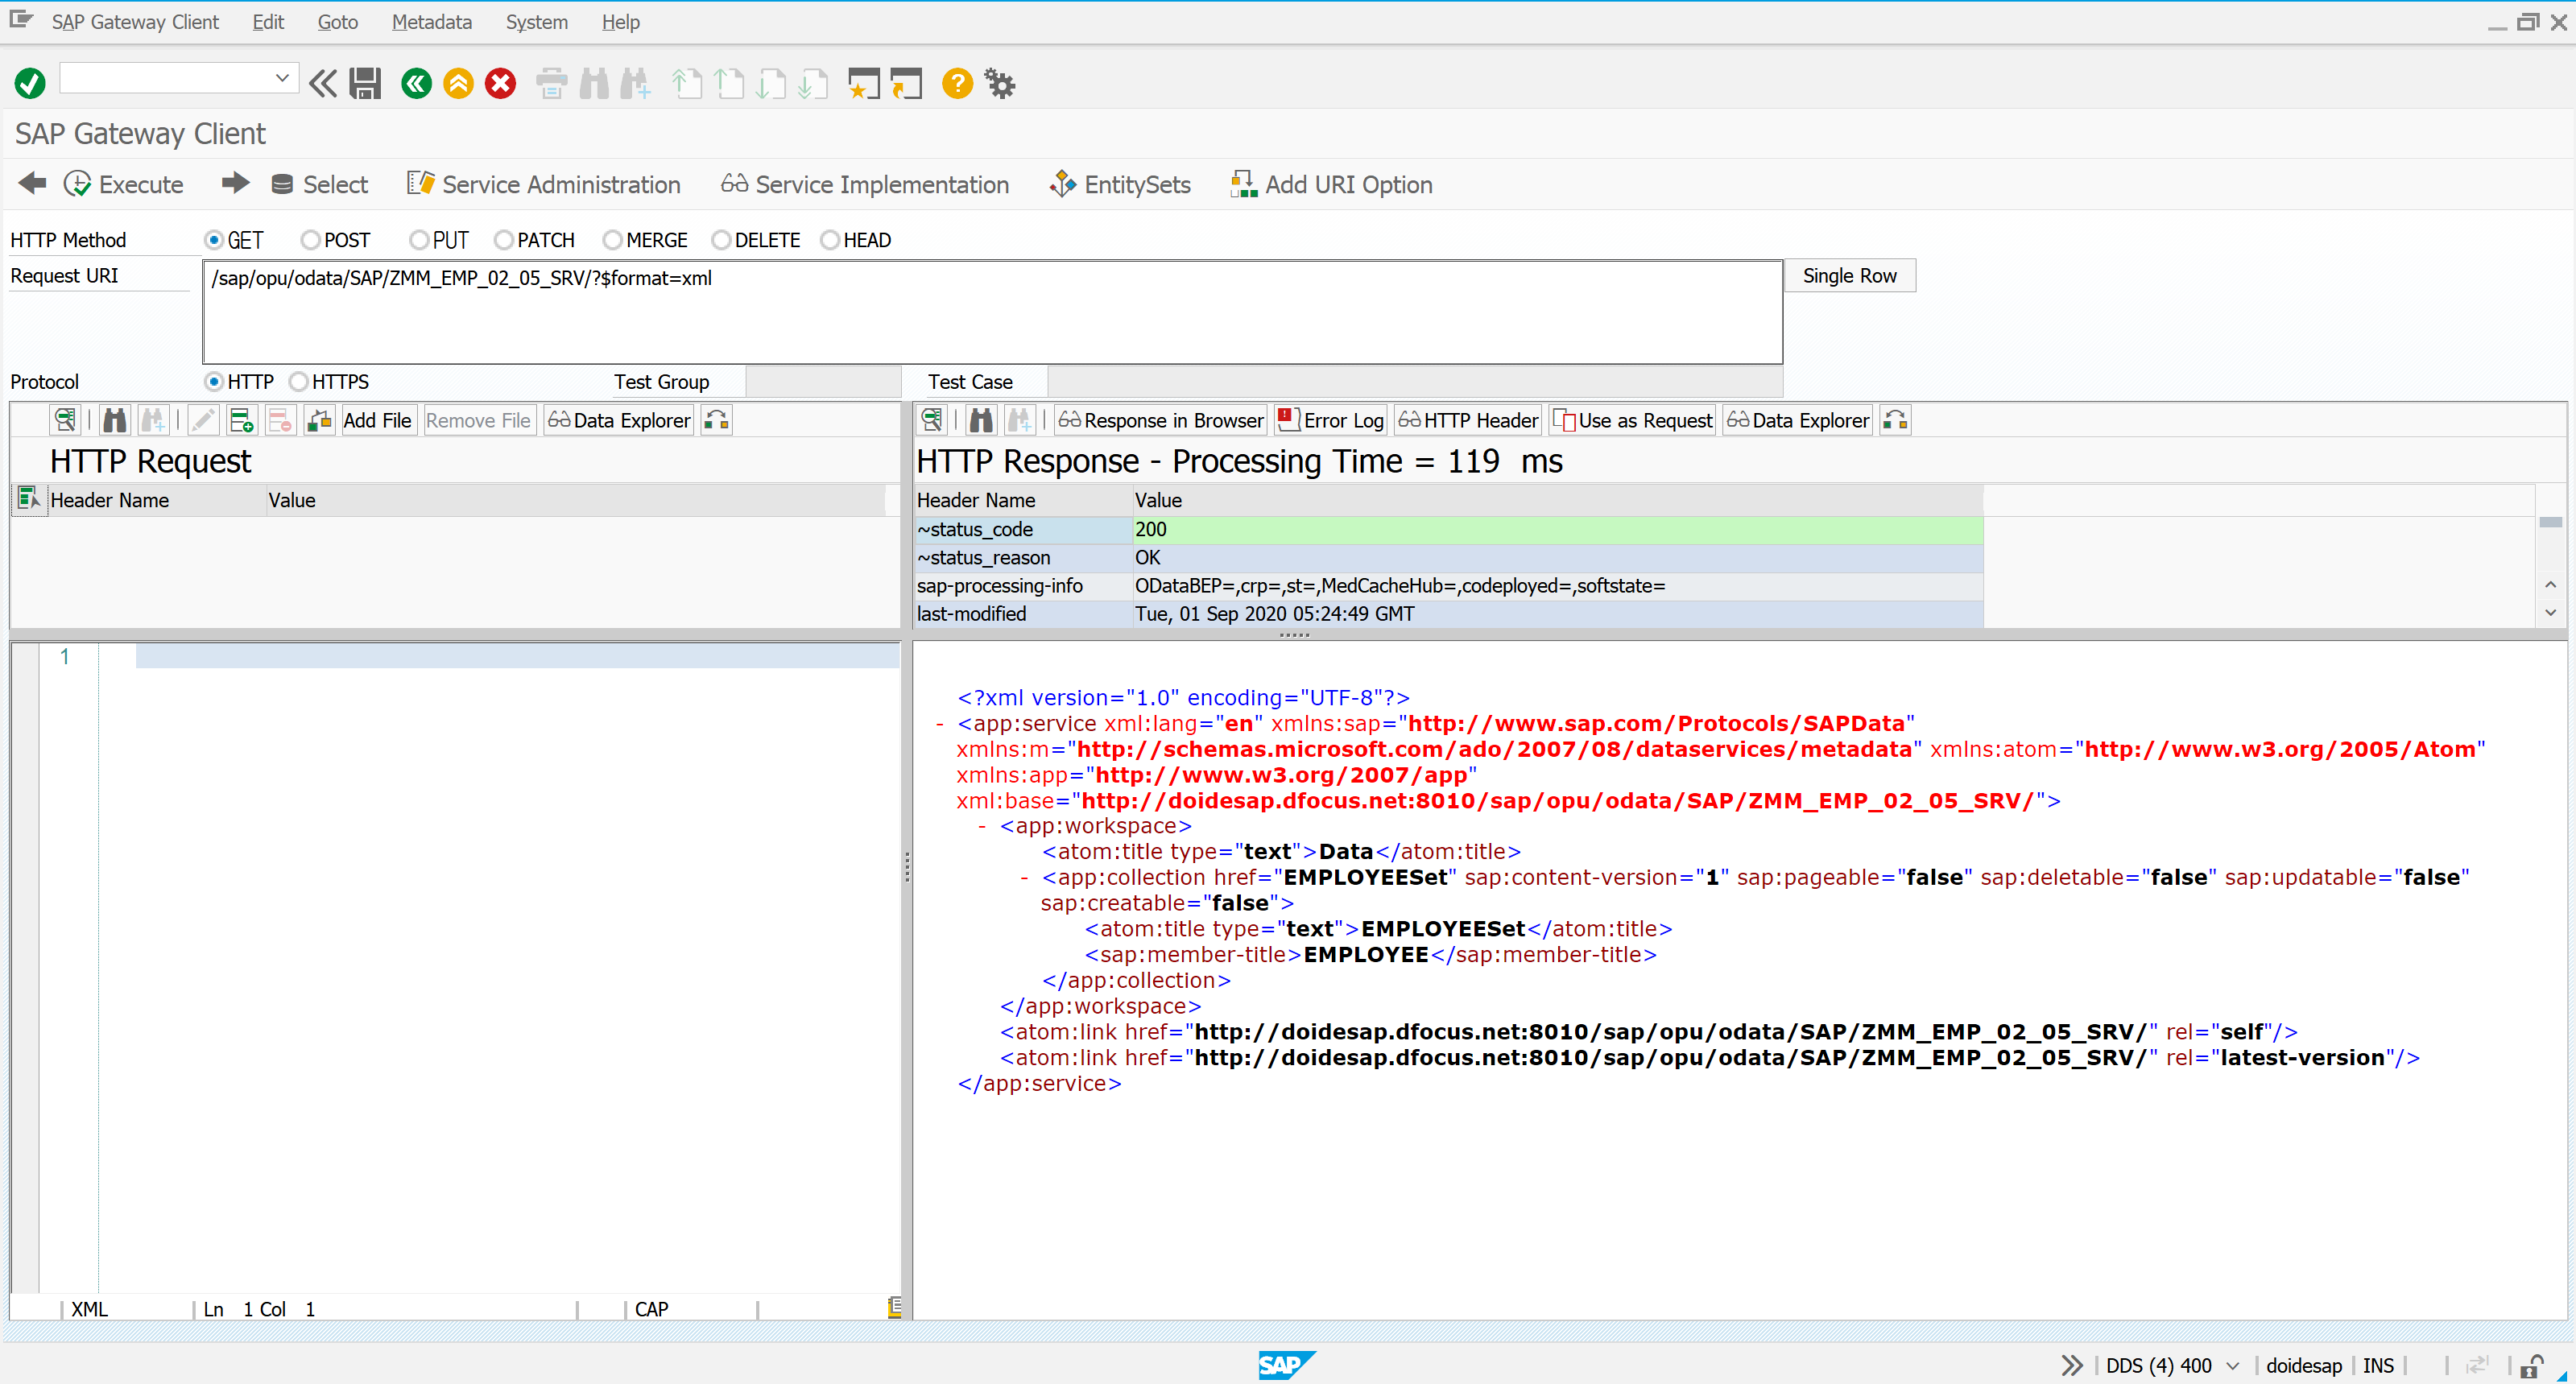 SAP Gateway Client Edit Goto Metadata System Help
SAP Gateway Client
Execute Select Service Administration Service Implementation EntitySets Add URI Option
HTTP Method GET POST PUT PATCH MERGE DELETE HEAD
Request URI /sap/opu/odata/SAP/ZMM_EMP_02_05_SRV/?$format=xml Single Row
Protocol HTTP HTTPS Test Group Test Case
Add File Remove File Data Explorer Response in Browser Error Log HTTP Header Use as Request Data Explorer
HTTP Request HTTP Response - Processing Time = 119 ms
Header Name Value Header Name Value
~status_code 200
~status_reason OK
sap-processing-info ODataBEP=,crp=,st=,MedCacheHub=,codeployed=,softstate=
last-modified Tue, 01 Sep 2020 05:24:49 GMT
1
<?xml version="1.0" encoding="UTF-8"?>
- <app:service xml:lang="en" xmlns:sap="http://www.sap.com/Protocols/SAPData"
xmlns:m="http://schemas.microsoft.com/ado/2007/08/dataservices/metadata" xmlns:atom="http://www.w3.org/2005/Atom"
xmlns:app="http://www.w3.org/2007/app"
xml:base="http://doidesap.dfocus.net:8010/sap/opu/odata/SAP/ZMM_EMP_02_05_SRV/">
- <app:workspace>
<atom:title type="text">Data</atom:title>
- <app:collection href="EMPLOYEESet" sap:content-version="1" sap:pageable="false" sap:deletable="false" sap:updatable="false"
sap:creatable="false">
<atom:title type="text">EMPLOYEESet</atom:title>
<sap:member-title>EMPLOYEE</sap:member-title>
</app:collection>
</app:workspace>
<atom:link href="http://doidesap.dfocus.net:8010/sap/opu/odata/SAP/ZMM_EMP_02_05_SRV/" rel="self"/>
<atom:link href="http://doidesap.dfocus.net:8010/sap/opu/odata/SAP/ZMM_EMP_02_05_SRV/" rel="latest-version"/>
</app:service>
XML Ln 1 Col 1 CAP
SAP DDS (4) 400 doidesap INS